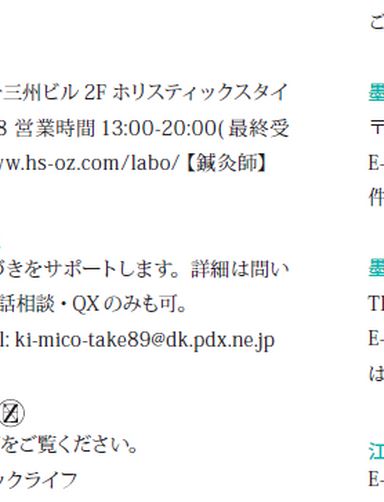 三州ビル 2F ホリスティックスタイ
8 営業時間 13:00-20:00( 最終受
w.hs-oz.com/labo/【鍼灸師】
づきをサポートします。詳細は問い
話相談・QX のみも可。
l: ki-mico-take89@dk.pdx.ne.jp
Z
をご覧ください。
ックライフ
ご
墨
〒
E-
件
墨
TE
E-
は
江
E-